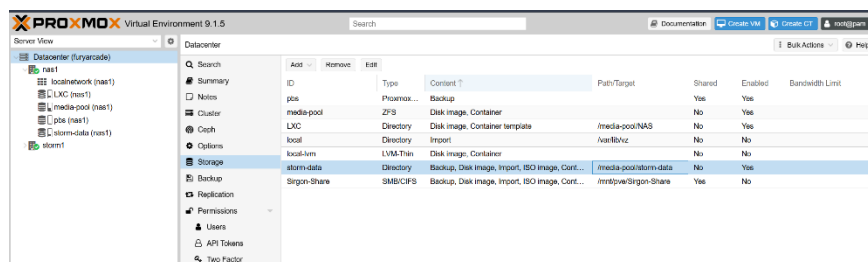 PROXMOX Virtual Environment 9.1.5 Search Documentation Create VM Create CT root@pam
Server View Datacenter Bulk Actions Help
Datacenter (furyarcade)
nas1
localnetwork (nas1)
LXC (nas1)
media-pool (nas1)
pbs (nas1)
storm-data (nas1)
storm1
Search
Summary
Notes
Cluster
Ceph
Options
Storage
Backup
Replication
Permissions
Users
API Tokens
Two Factor
Add Remove Edit
ID Type Content Path/Target Shared Enabled Bandwidth Limit
pbs Proxmox... Backup Yes Yes
media-pool ZFS Disk image, Container No Yes
LXC Directory Disk image, Container template /media-pool/NAS No Yes
local Directory Import /var/lib/vz No No
local-lvm LVM-Thin Disk image, Container No No
storm-data Directory Backup, Disk image, Import, ISO image, Cont... /media-pool/storm-data No Yes
Sirgon-Share SMB/CIFS Backup, Disk image, Import, ISO image, Cont... /mnt/pve/Sirgon-Share Yes No